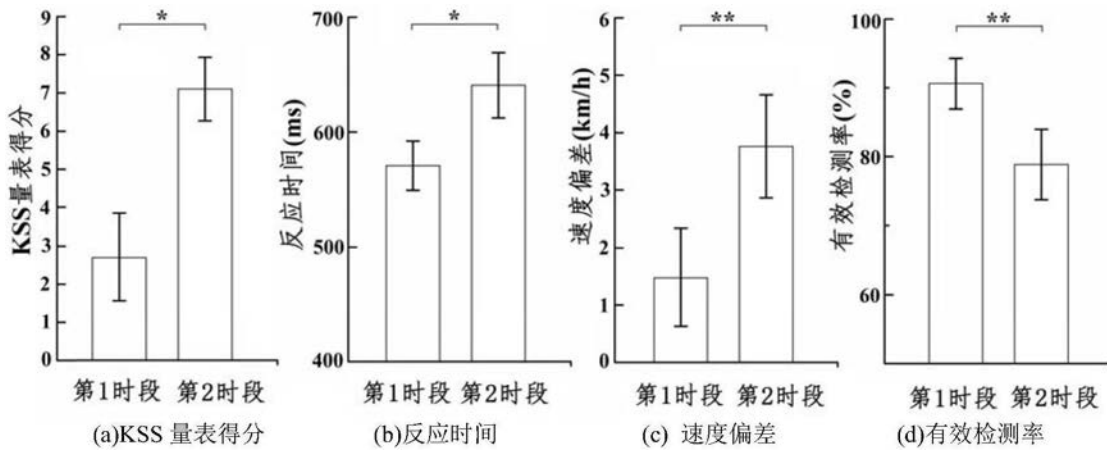 KSS量表得分
9
8
7
6
5
4
3
2
1
0
*
第1时段 第2时段
(a)KSS 量表得分
反应时间(ms)
700
600
500
400
*
第1时段 第2时段
(b)反应时间
速度偏差(km/h)
6
5
4
3
2
1
0
**
第1时段 第2时段
(c) 速度偏差
有效检测率(%)
100
80
60
**
第1时段 第2时段
(d)有效检测率